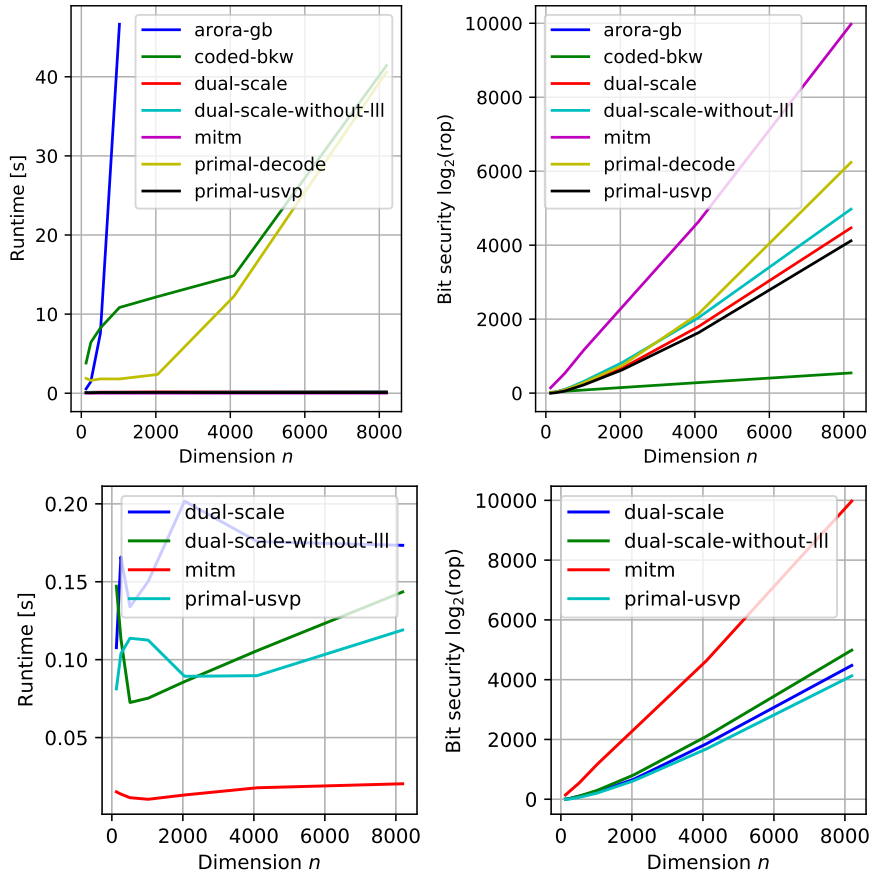 Runtime [s]
40
30
20
10
0
arora-gb
coded-bkw
dual-scale
dual-scale-without-lll
mitm
primal-decode
primal-usvp
0 2000 4000 6000 8000
Dimension n
Bit security log2(rop)
10000
8000
6000
4000
2000
0
arora-gb
coded-bkw
dual-scale
dual-scale-without-lll
mitm
primal-decode
primal-usvp
0 2000 4000 6000 8000
Dimension n
Runtime [s]
0.20
0.15
0.10
0.05
dual-scale
dual-scale-without-lll
mitm
primal-usvp
0 2000 4000 6000 8000
Dimension n
Bit security log2(rop)
10000
8000
6000
4000
2000
0
dual-scale
dual-scale-without-lll
mitm
primal-usvp
0 2000 4000 6000 8000
Dimension n